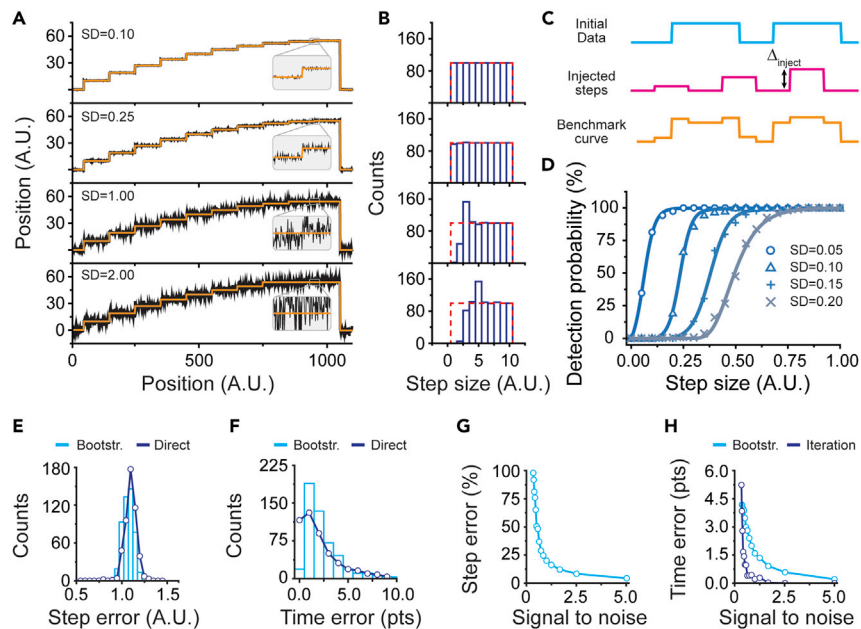 A
SD=0.10
60
30
0
SD=0.25
60
30
0
SD=1.00
60
30
0
SD=2.00
60
30
0
Position (A.U.)
0 500 1000
Position (A.U.)
B
160
80
0
160
80
0
160
80
0
160
80
0
Counts
0 5 10
Step size (A.U.)
C
Initial
Data
Δinject
Injected
steps
Benchmark
curve
D
Detection probability (%)
100
75
50
25
0
SD=0.05
SD=0.10
SD=0.15
SD=0.20
0.00 0.25 0.50 0.75 1.00
Step size (A.U.)
E
Bootstr. Direct
Counts
180
120
60
0
0.5 1.0 1.5
Step error (A.U.)
F
Bootstr. Direct
Counts
225
150
75
0
0.0 5.0 9.0
Time error (pts)
G
Step error (%)
100
75
50
25
0
0 2.5 5.0
Signal to noise
H
Bootstr. Iteration
Time error (pts)
6.0
4.5
3.0
1.5
0.0
0 2.5 5.0
Signal to noise